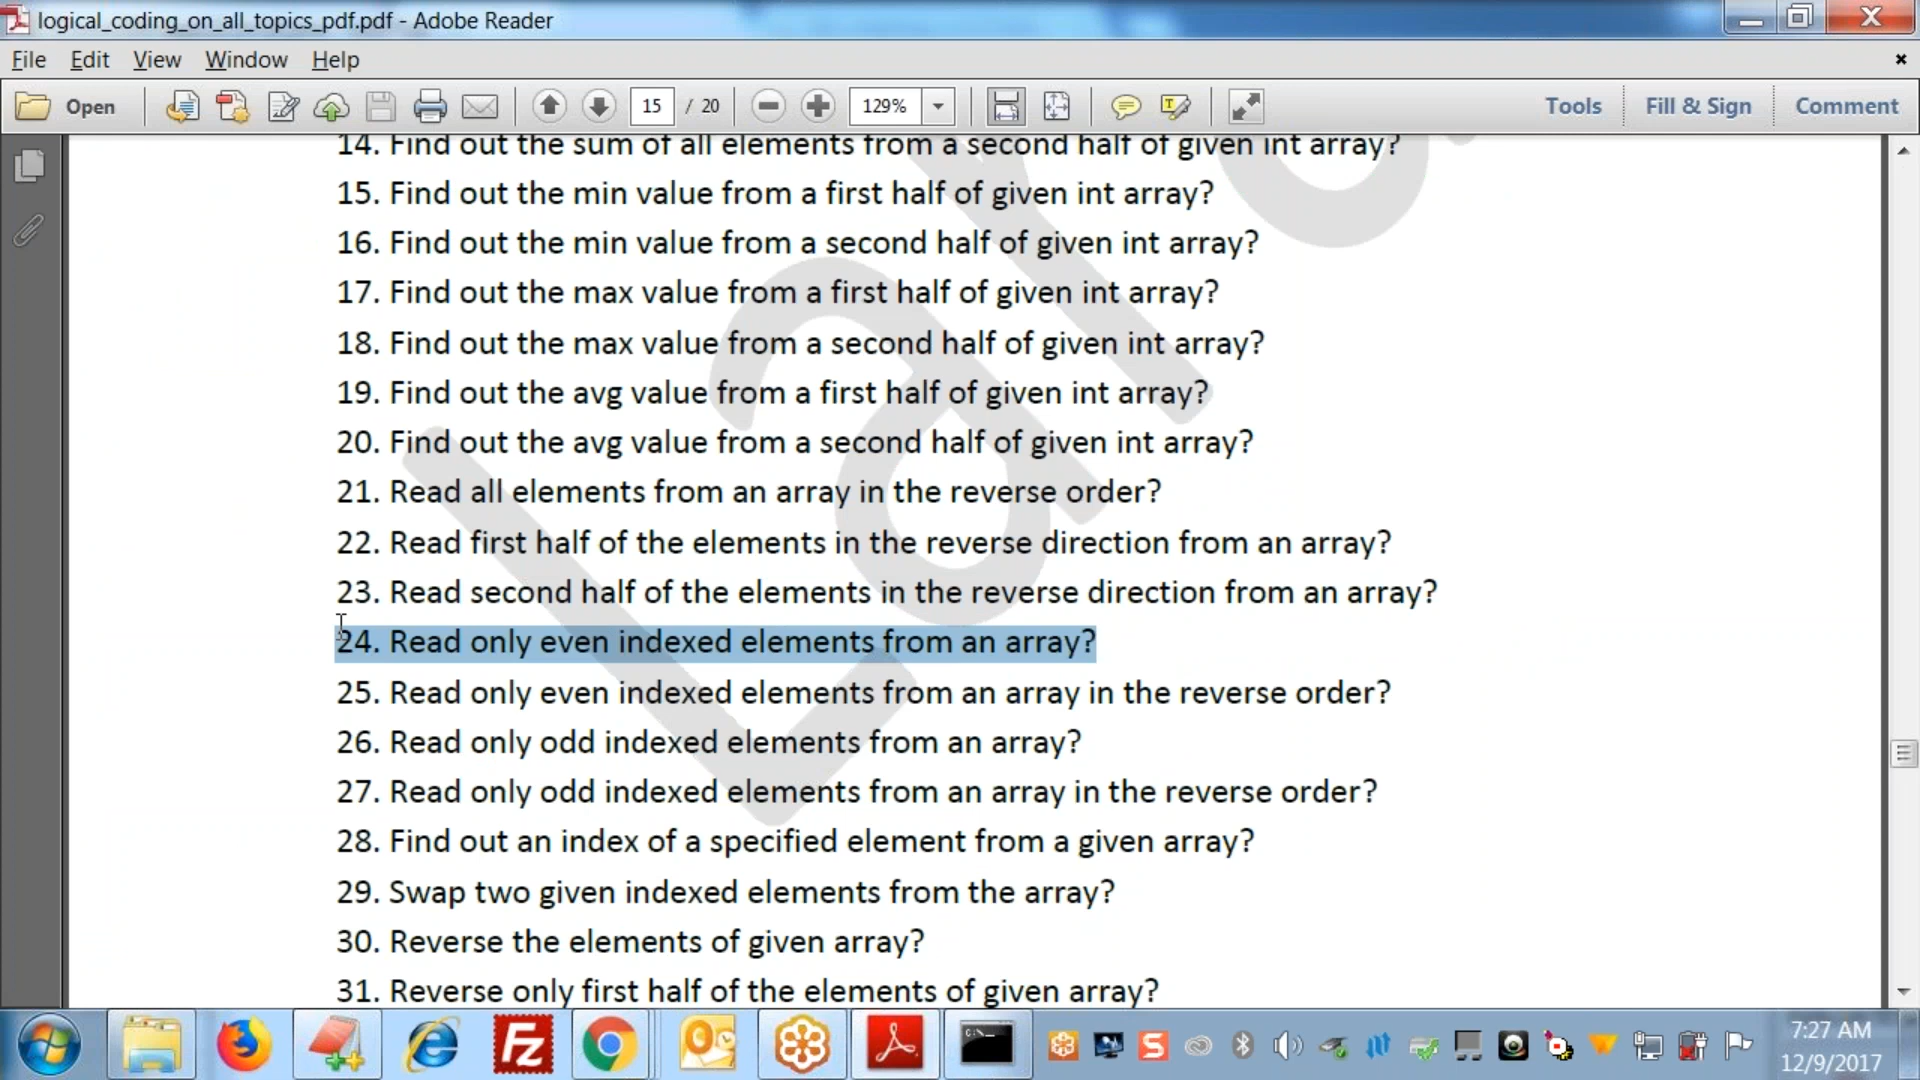 logical_coding_on_all_topics_pdf.pdf - Adobe Reader
File Edit View Window Help
Open 15 / 20 129% Tools Fill & Sign Comment
14. Find out the sum of all elements from a second half of given int array?
15. Find out the min value from a first half of given int array?
16. Find out the min value from a second half of given int array?
17. Find out the max value from a first half of given int array?
18. Find out the max value from a second half of given int array?
19. Find out the avg value from a first half of given int array?
20. Find out the avg value from a second half of given int array?
21. Read all elements from an array in the reverse order?
22. Read first half of the elements in the reverse direction from an array?
23. Read second half of the elements in the reverse direction from an array?
24. Read only even indexed elements from an array?
25. Read only even indexed elements from an array in the reverse order?
26. Read only odd indexed elements from an array?
27. Read only odd indexed elements from an array in the reverse order?
28. Find out an index of a specified element from a given array?
29. Swap two given indexed elements from the array?
30. Reverse the elements of given array?
31. Reverse only first half of the elements of given array?
7:27 AM
12/9/2017